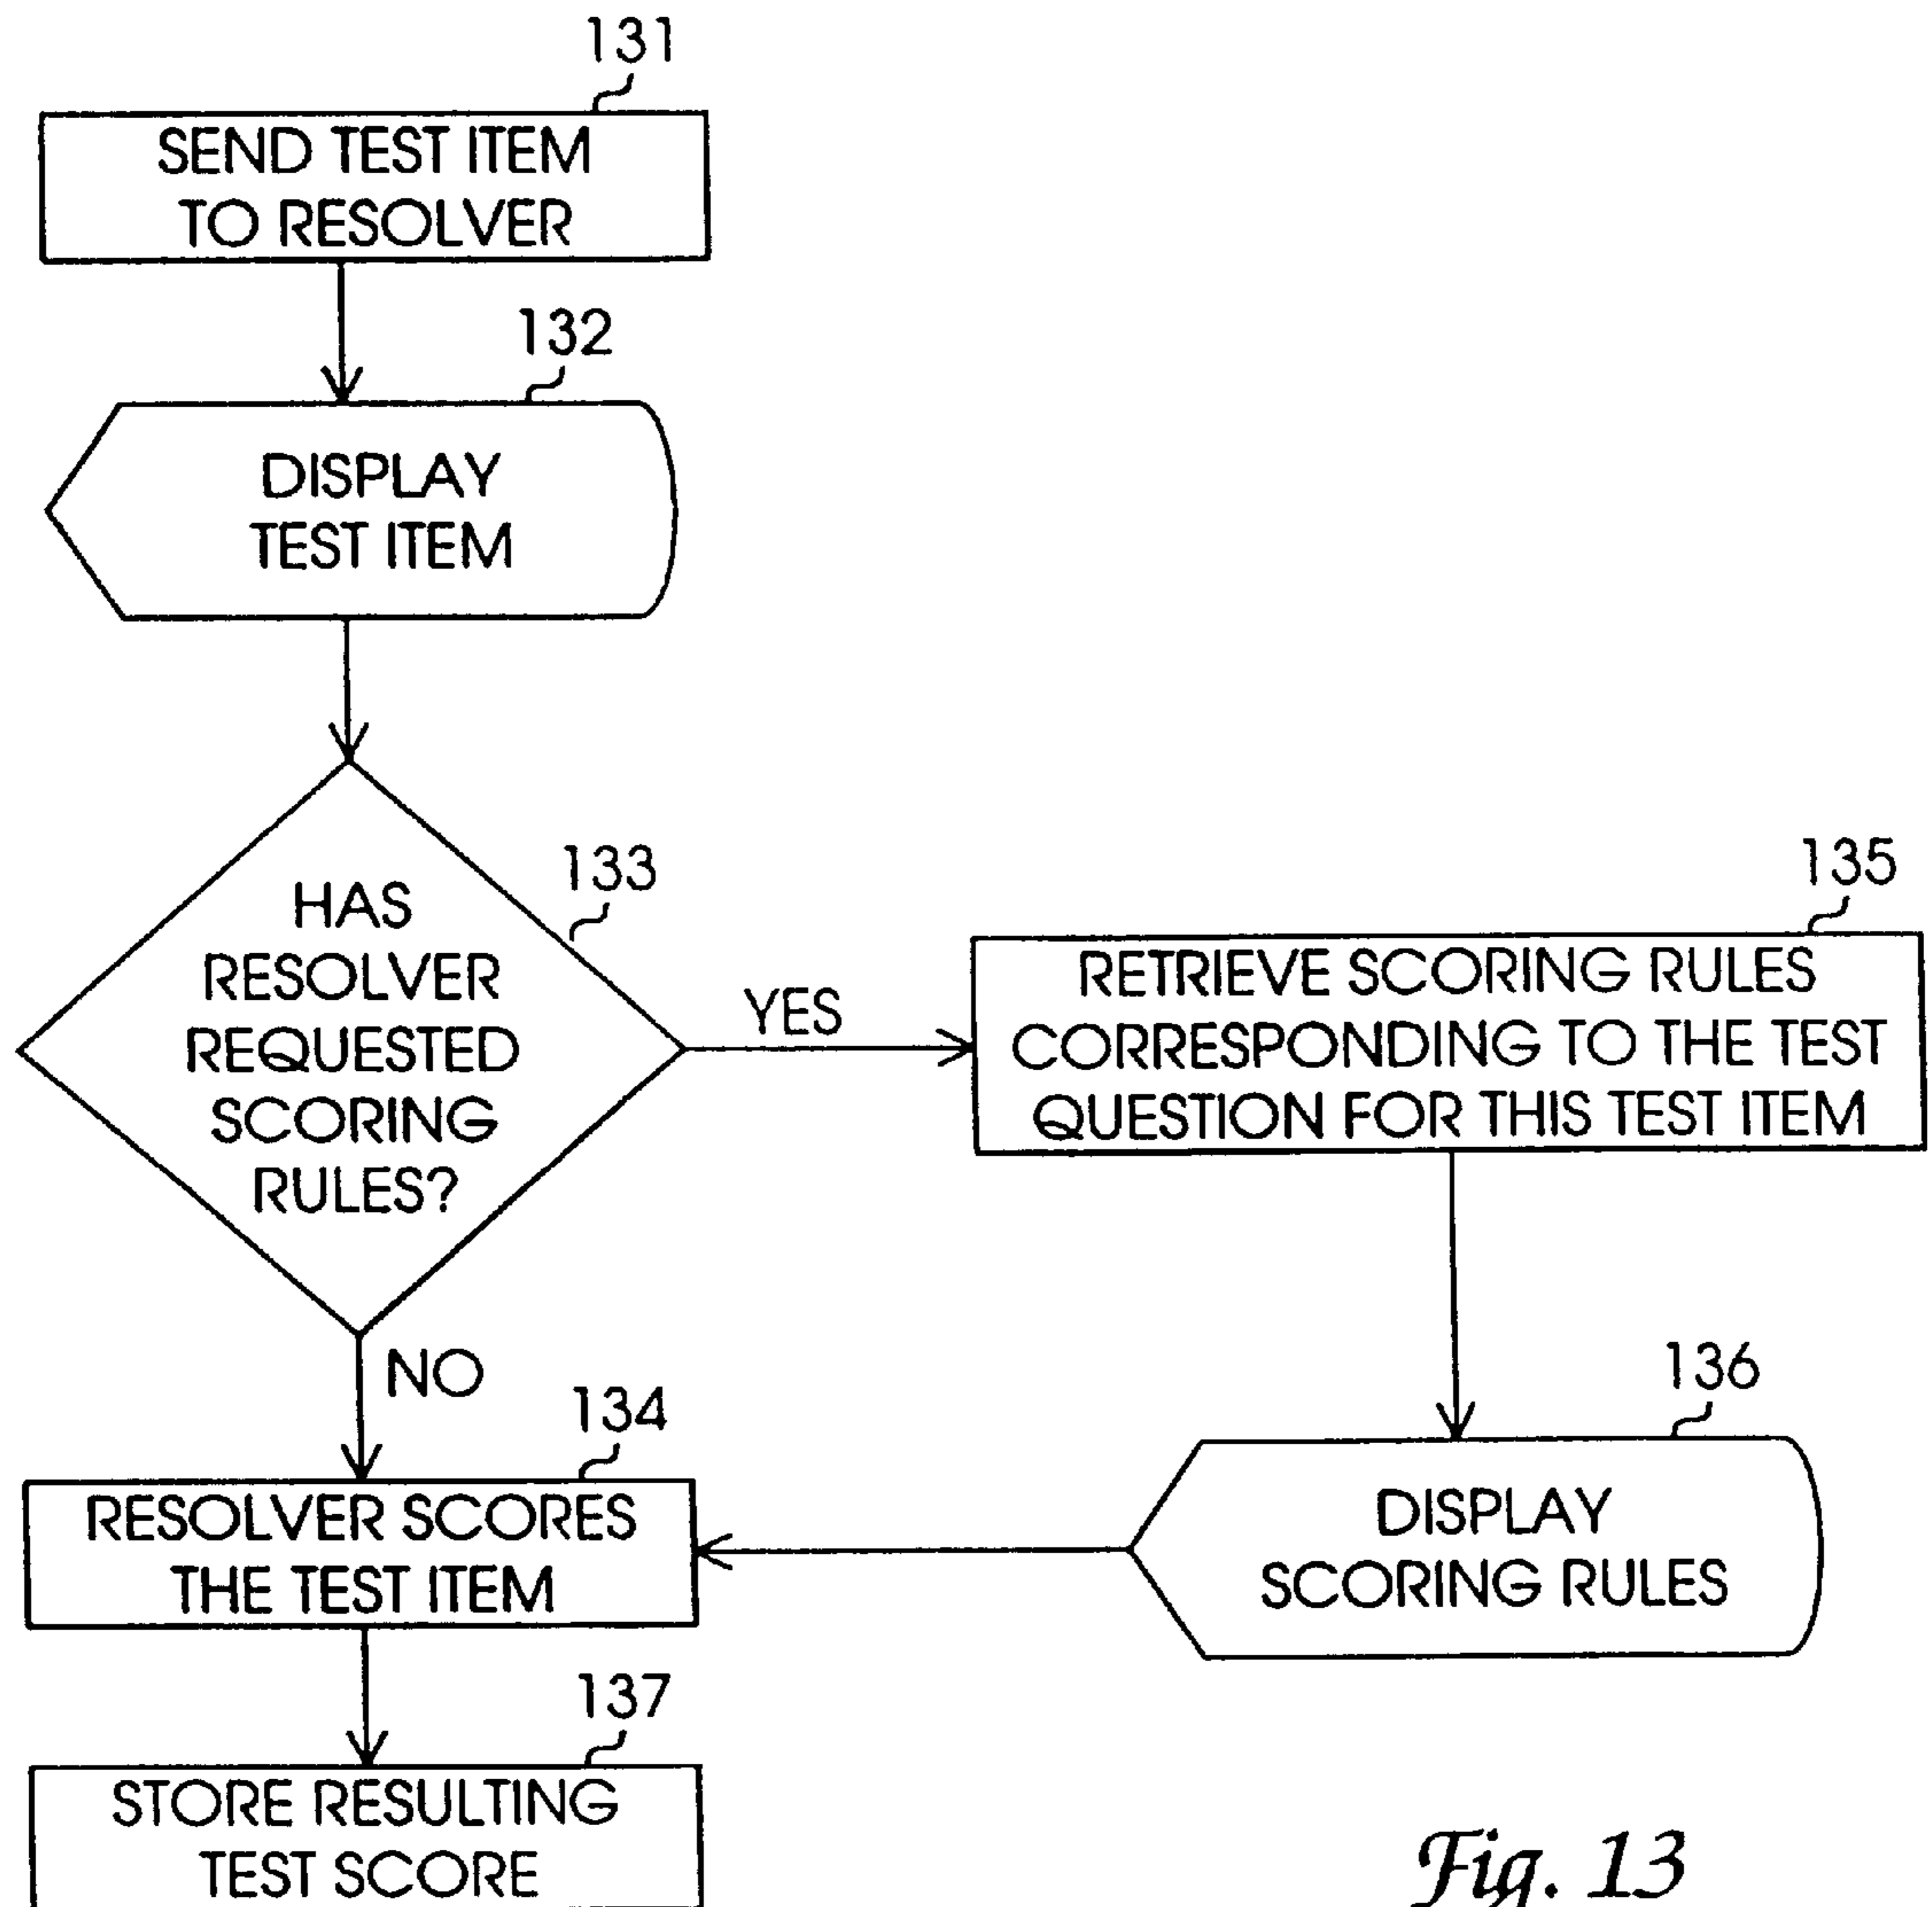 131
SEND TEST ITEM
TO RESOLVER
132
DISPLAY
TEST ITEM
133
HAS
RESOLVER
REQUESTED
SCORING
RULES?
YES
135
RETRIEVE SCORING RULES
CORRESPONDING TO THE TEST
QUESTION FOR THIS TEST ITEM
NO
134
RESOLVER SCORES
THE TEST ITEM
136
DISPLAY
SCORING RULES
137
STORE RESULTING
TEST SCORE
Fig. 13